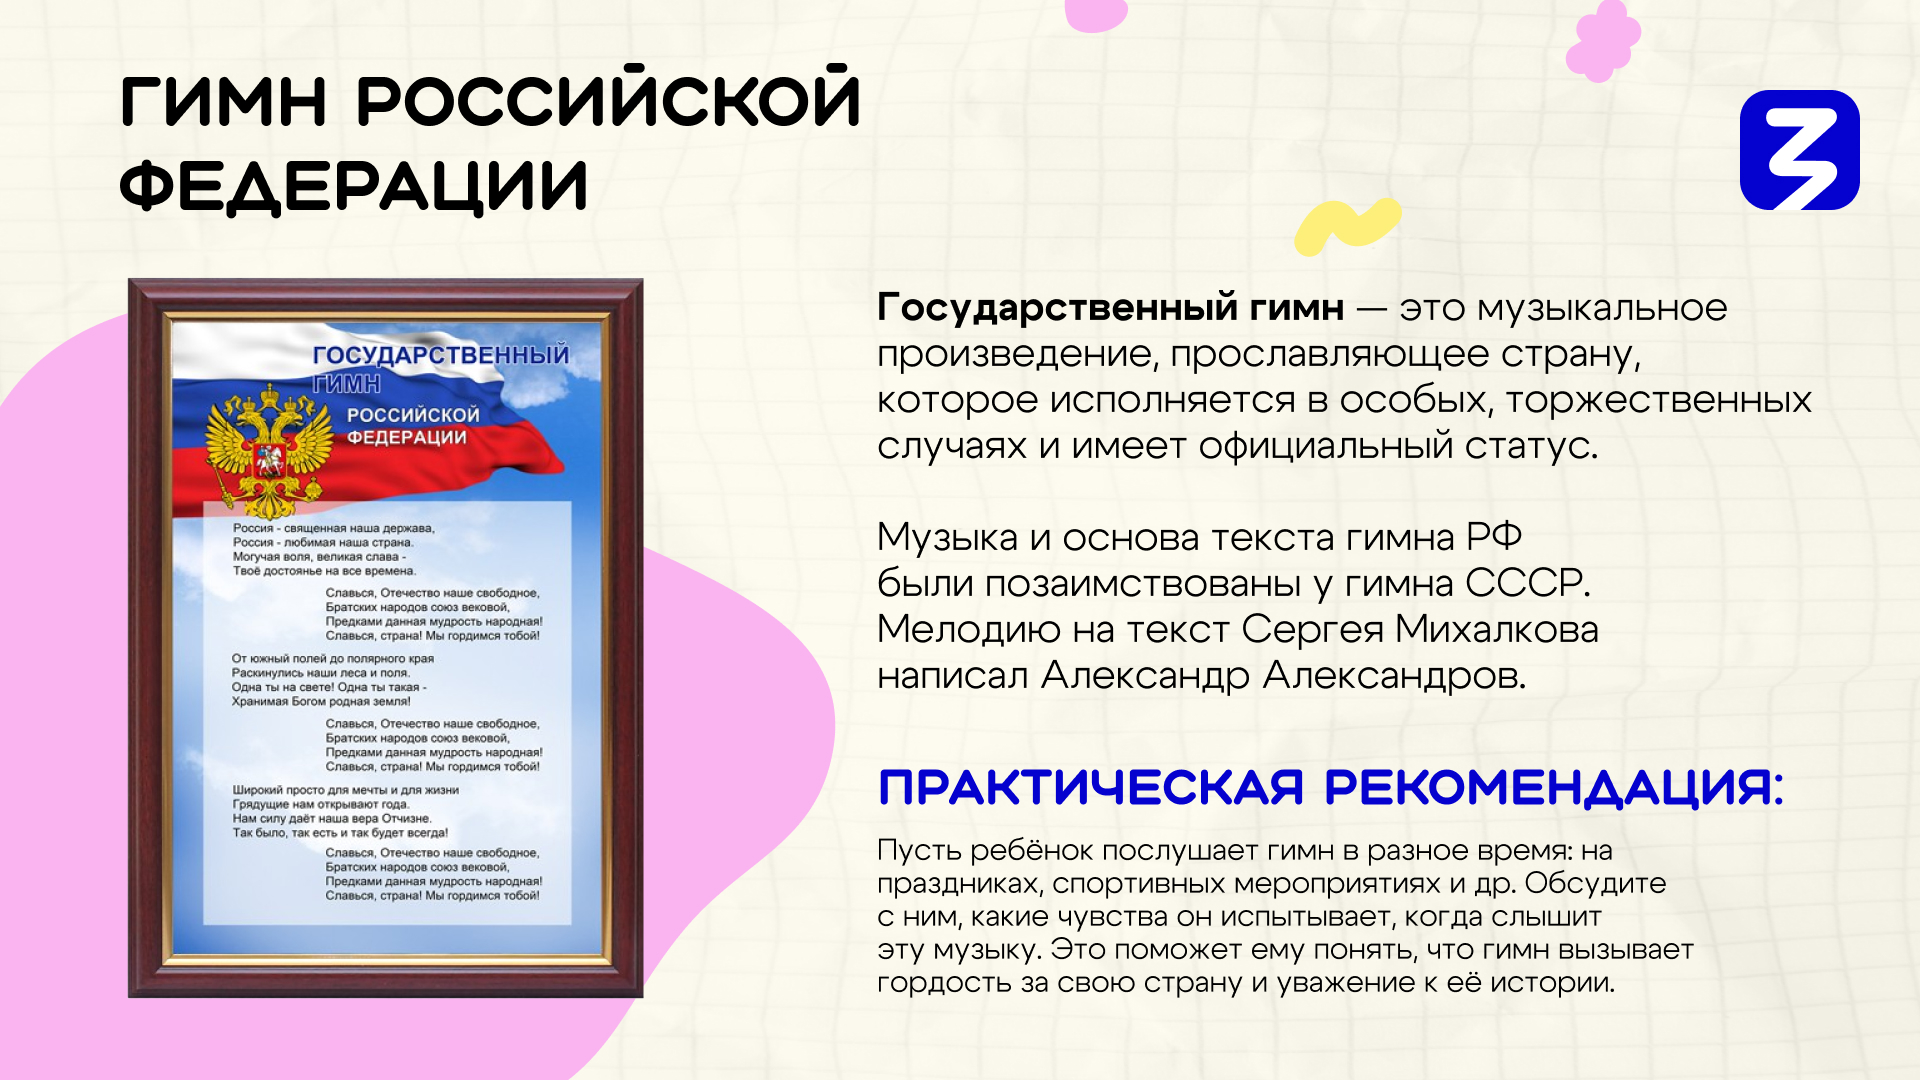 ГИМН РОССИЙСКОЙ
ФЕДЕРАЦИИ
ГОСУДАРСТВЕННЫЙ
ГИМН
РОССИЙСКОЙ
ФЕДЕРАЦИИ
Россия - священная наша держава,
Россия - любимая наша страна.
Могучая воля, великая слава -
Твоё достоянье на все времена.
Славься, Отечество наше свободное,
Братских народов союз вековой,
Предками данная мудрость народная!
Славься, страна! Мы гордимся тобой!
От южный полей до полярного края
Раскинулись наши леса и поля.
Одна ты на свете! Одна ты такая -
Хранимая Богом родная земля!
Славься, Отечество наше свободное,
Братских народов союз вековой,
Предками данная мудрость народная!
Славься, страна! Мы гордимся тобой!
Широкий просто для мечты и для жизни
Грядущие нам открывают года.
Нам силу даёт наша вера Отчизне.
Так было, так есть и так будет всегда!
Славься, Отечество наше свободное,
Братских народов союз вековой,
Предками данная мудрость народная!
Славься, страна! Мы гордимся тобой!
Государственный гимн — это музыкальное
произведение, прославляющее страну,
которое исполняется в особых, торжественных
случаях и имеет официальный статус.
Музыка и основа текста гимна РФ
были позаимствованы у гимна СССР.
Мелодию на текст Сергея Михалкова
написал Александр Александров.
ПРАКТИЧЕСКАЯ РЕКОМЕНДАЦИЯ:
Пусть ребёнок послушает гимн в разное время: на
праздниках, спортивных мероприятиях и др. Обсудите
с ним, какие чувства он испытывает, когда слышит
эту музыку. Это поможет ему понять, что гимн вызывает
гордость за свою страну и уважение к её истории.